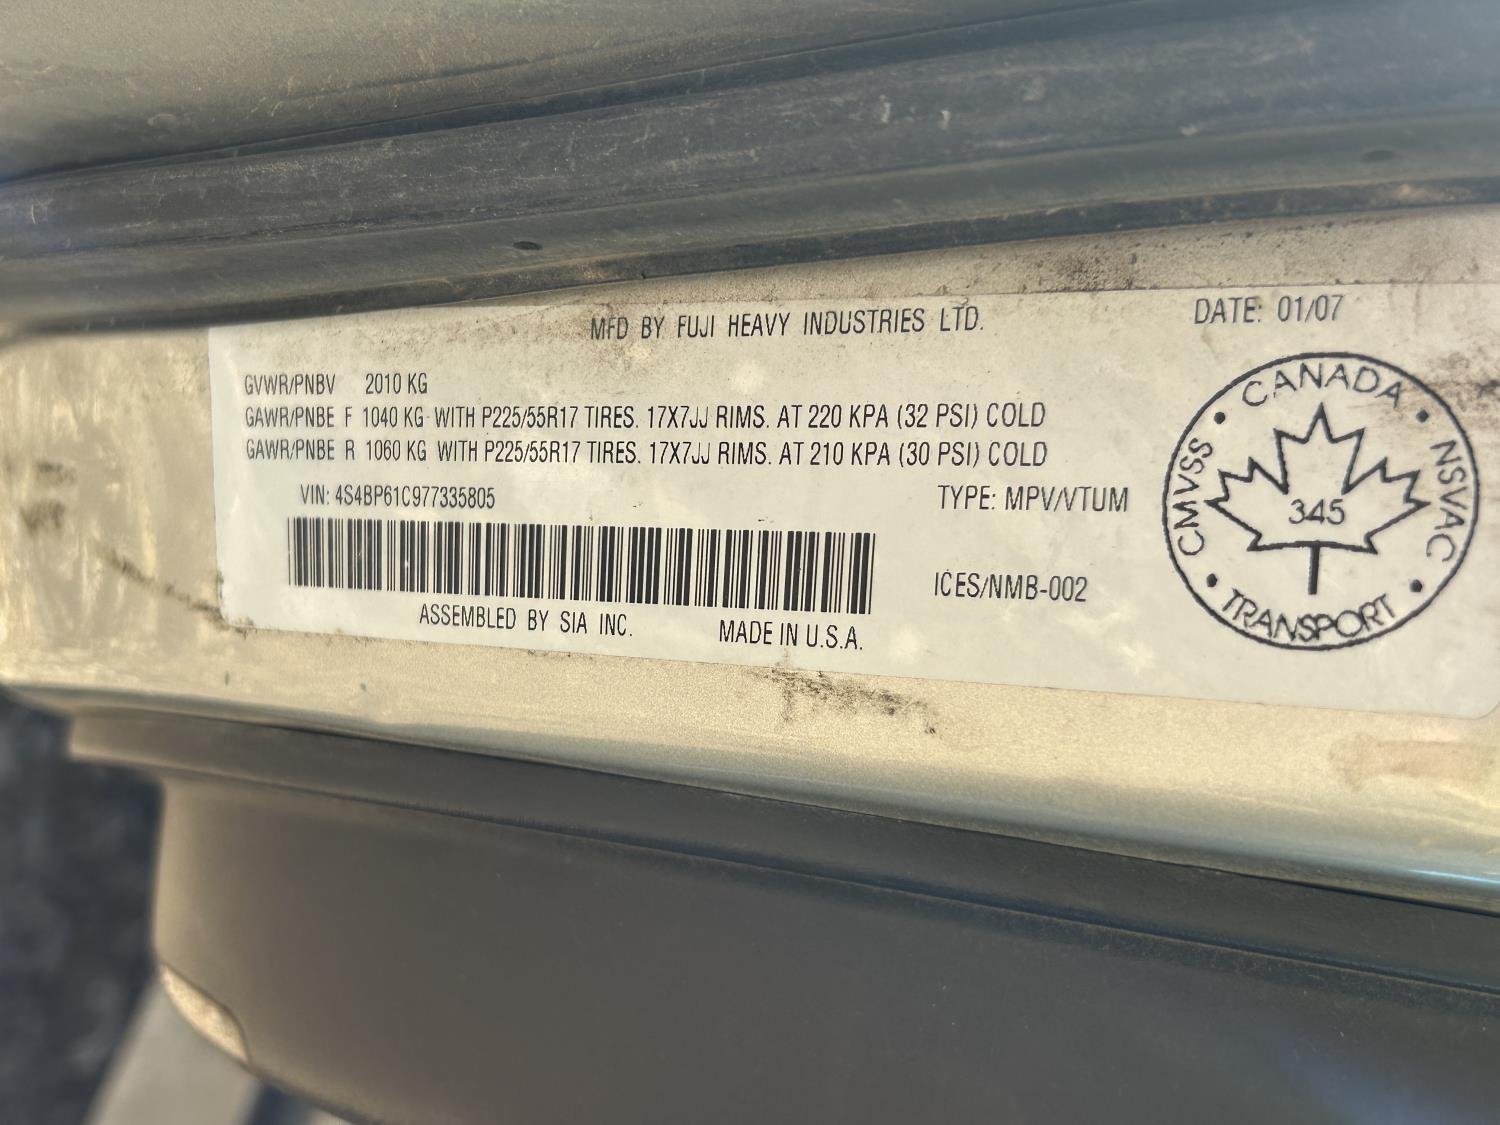 MFD BY FUJI HEAVY INDUSTRIES LTD.
DATE: 01/07
GVWR/PNBV 2010 KG
GAWR/PNBE F 1040 KG WITH P225/55R17 TIRES. 17X7JJ RIMS. AT 220 KPA (32 PSI) COLD
GAWR/PNBE R 1060 KG WITH P225/55R17 TIRES. 17X7JJ RIMS. AT 210 KPA (30 PSI) COLD
VIN: 4S4BP61C977335805
TYPE: MPV/VTUM
ICES/NMB-002
ASSEMBLED BY SIA INC.
MADE IN U.S.A.
CANADA
CMVSS
NSVAC
345
TRANSPORT